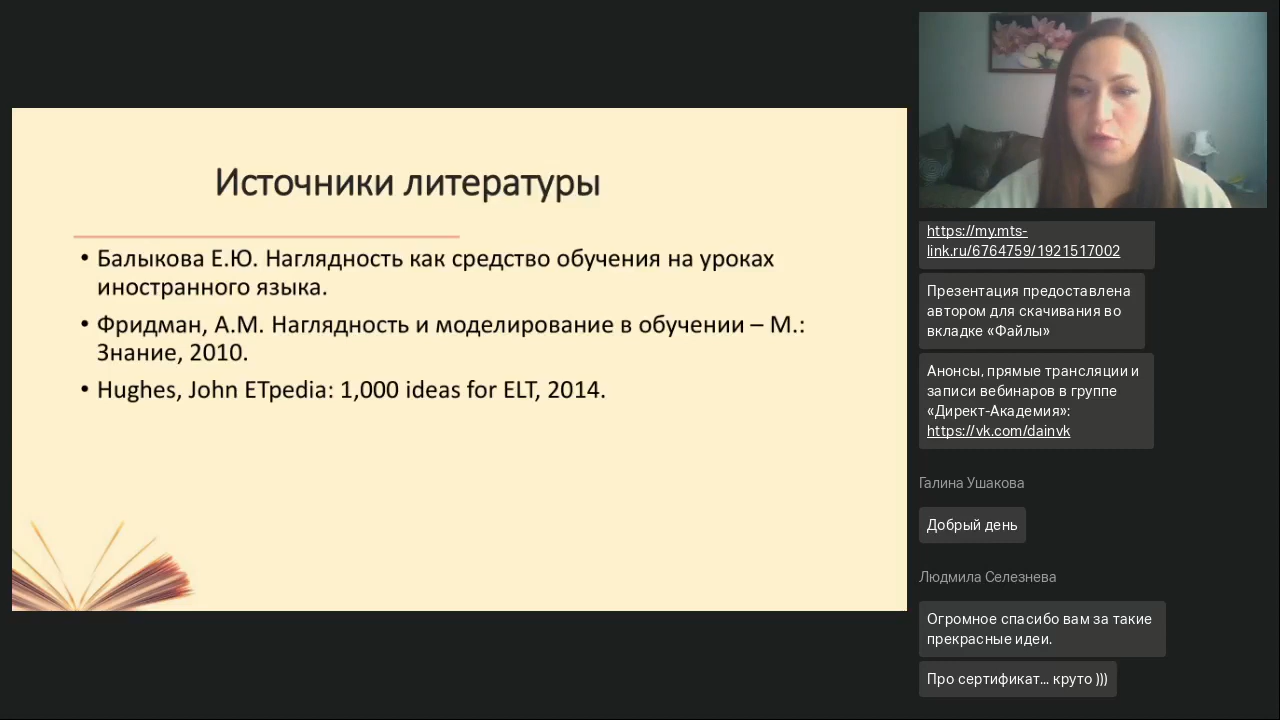 Источники литературы
• Балыкова Е.Ю. Наглядность как средство обучения на уроках
иностранного языка.
• Фридман, А.М. Наглядность и моделирование в обучении – М.:
Знание, 2010.
• Hughes, John ETpedia: 1,000 ideas for ELT, 2014.
https://my.mts-
link.ru/6764759/1921517002
Презентация предоставлена
автором для скачивания во
вкладке «Файлы»
Анонсы, прямые трансляции и
записи вебинаров в группе
«Директ-Академия»:
https://vk.com/dainvk
Галина Ушакова
Добрый день
Людмила Селезнева
Огромное спасибо вам за такие
прекрасные идеи.
Про сертификат... круто )))